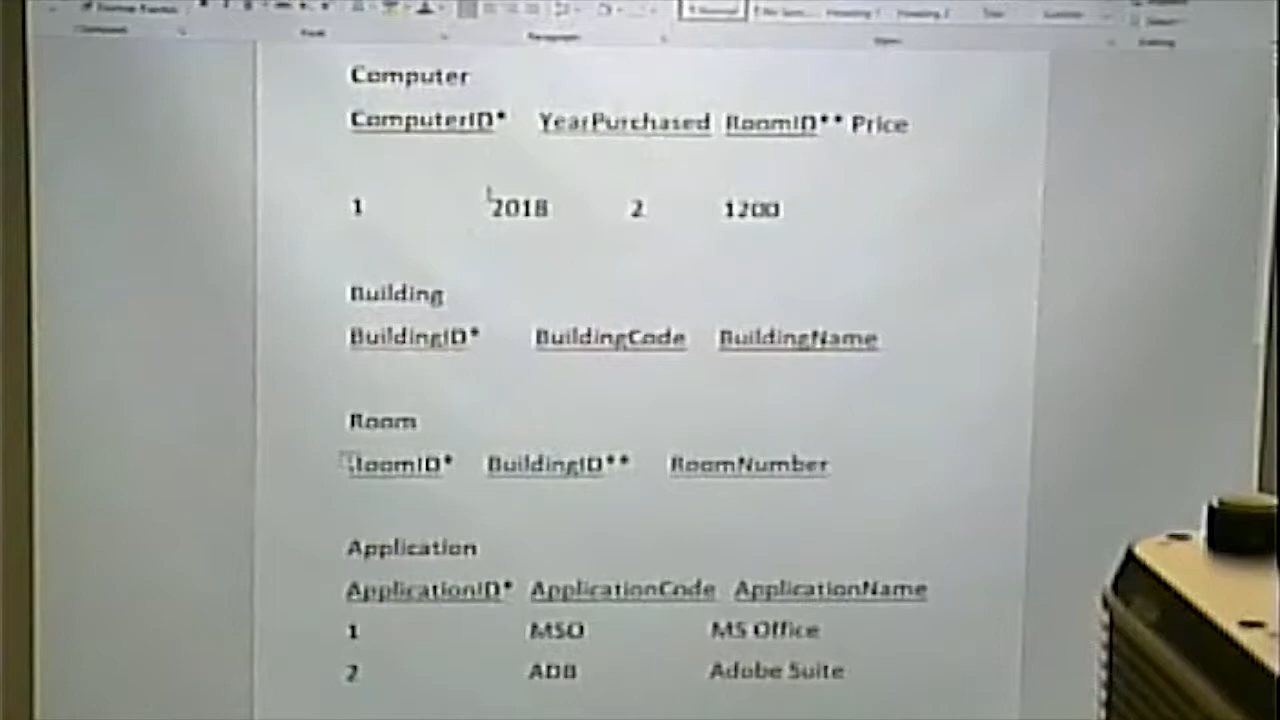 Computer
ComputerID* YearPurchased RoomID** Price
1 2018 2 1200
Building
BuildingID* BuildingCode BuildingName
Room
RoomID* BuildingID** RoomNumber
Application
ApplicationID* ApplicationCode ApplicationName
1 MSO MS Office
2 ADB Adobe Suite